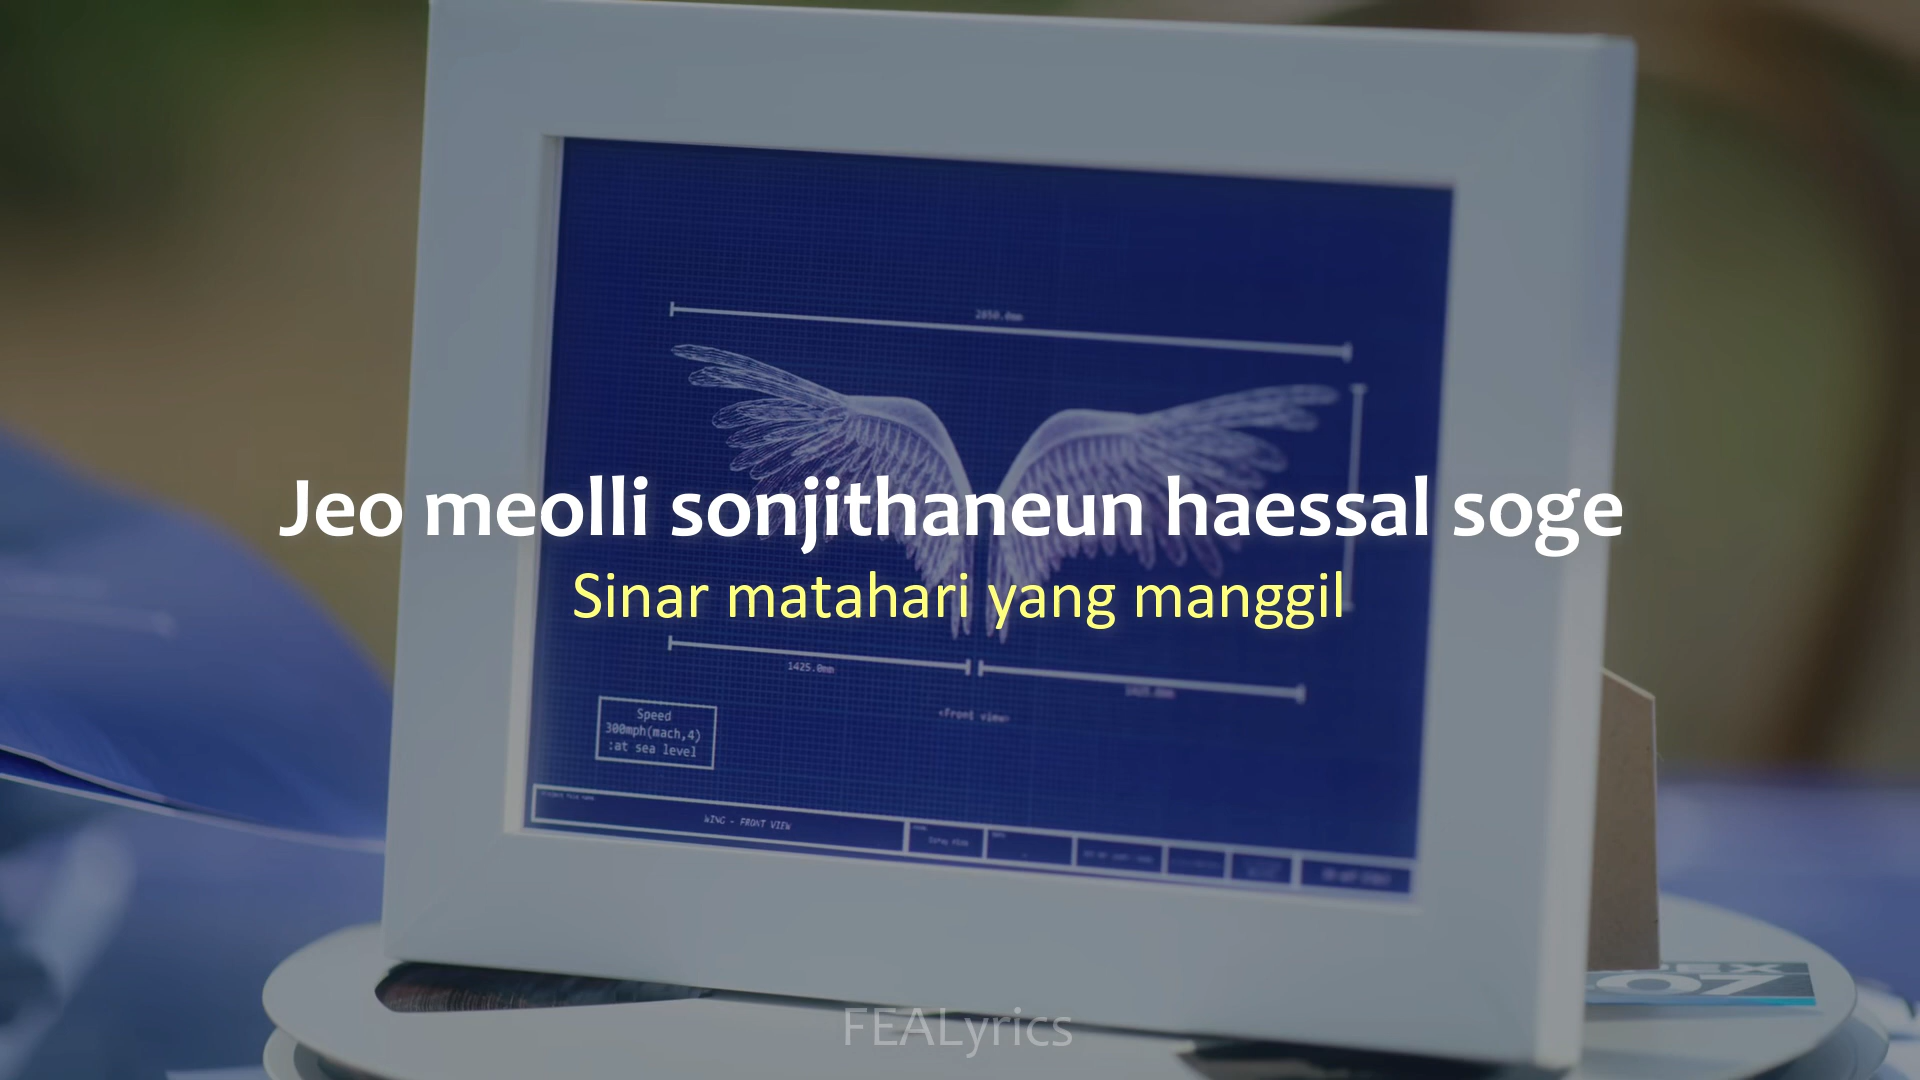 2850.0mm
Jeo meolli sonjithaneun haessal soge
Sinar matahari yang manggil
1425.0mm
<Front view>
Speed
300mph(mach,4)
:at sea level
WING - FRONT VIEW
07
FEALyrics